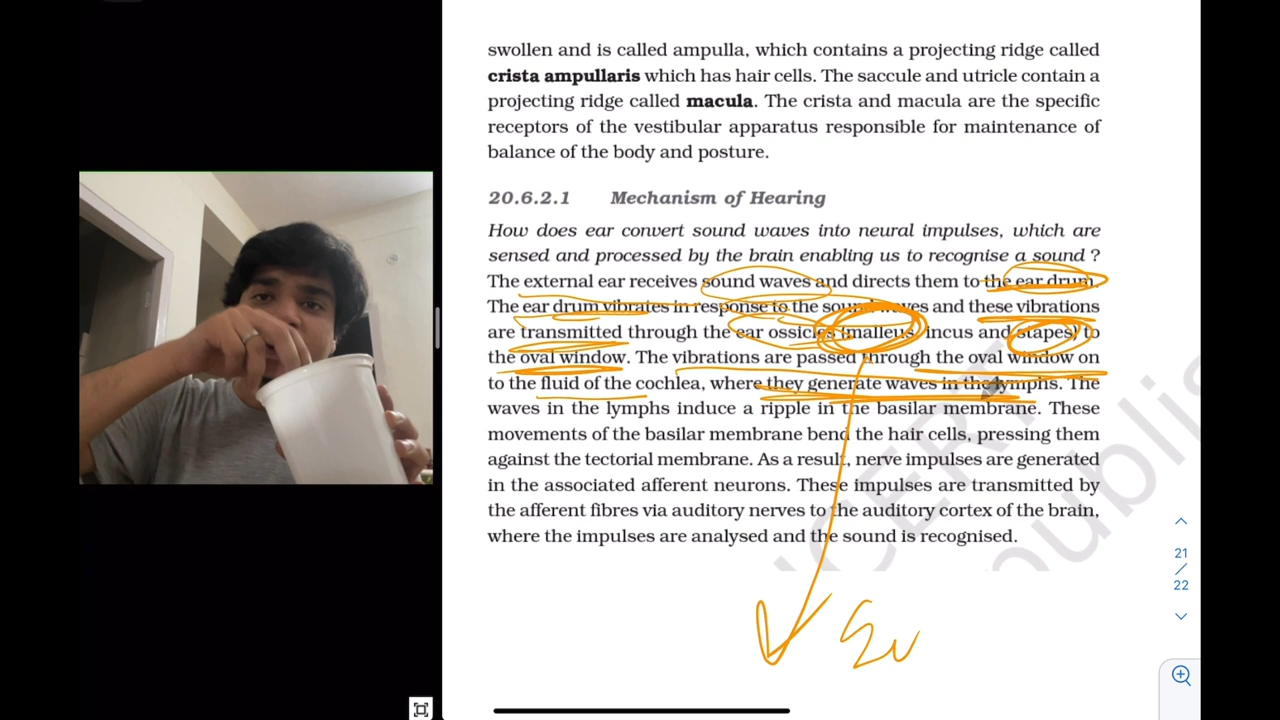 swollen and is called ampulla, which contains a projecting ridge called
crista ampullaris which has hair cells. The saccule and utricle contain a
projecting ridge called macula. The crista and macula are the specific
receptors of the vestibular apparatus responsible for maintenance of
balance of the body and posture.
20.6.2.1 Mechanism of Hearing
How does ear convert sound waves into neural impulses, which are
sensed and processed by the brain enabling us to recognise a sound ?
The external ear receives sound waves and directs them to the ear drum.
The ear drum vibrates in response to the sound waves and these vibrations
are transmitted through the ear ossicles (malleus, incus and stapes) to
the oval window. The vibrations are passed through the oval window on
to the fluid of the cochlea, where they generate waves in the lymphs. The
waves in the lymphs induce a ripple in the basilar membrane. These
movements of the basilar membrane bend the hair cells, pressing them
against the tectorial membrane. As a result, nerve impulses are generated
in the associated afferent neurons. These impulses are transmitted by
the afferent fibres via auditory nerves to the auditory cortex of the brain,
where the impulses are analysed and the sound is recognised.
21
/
22